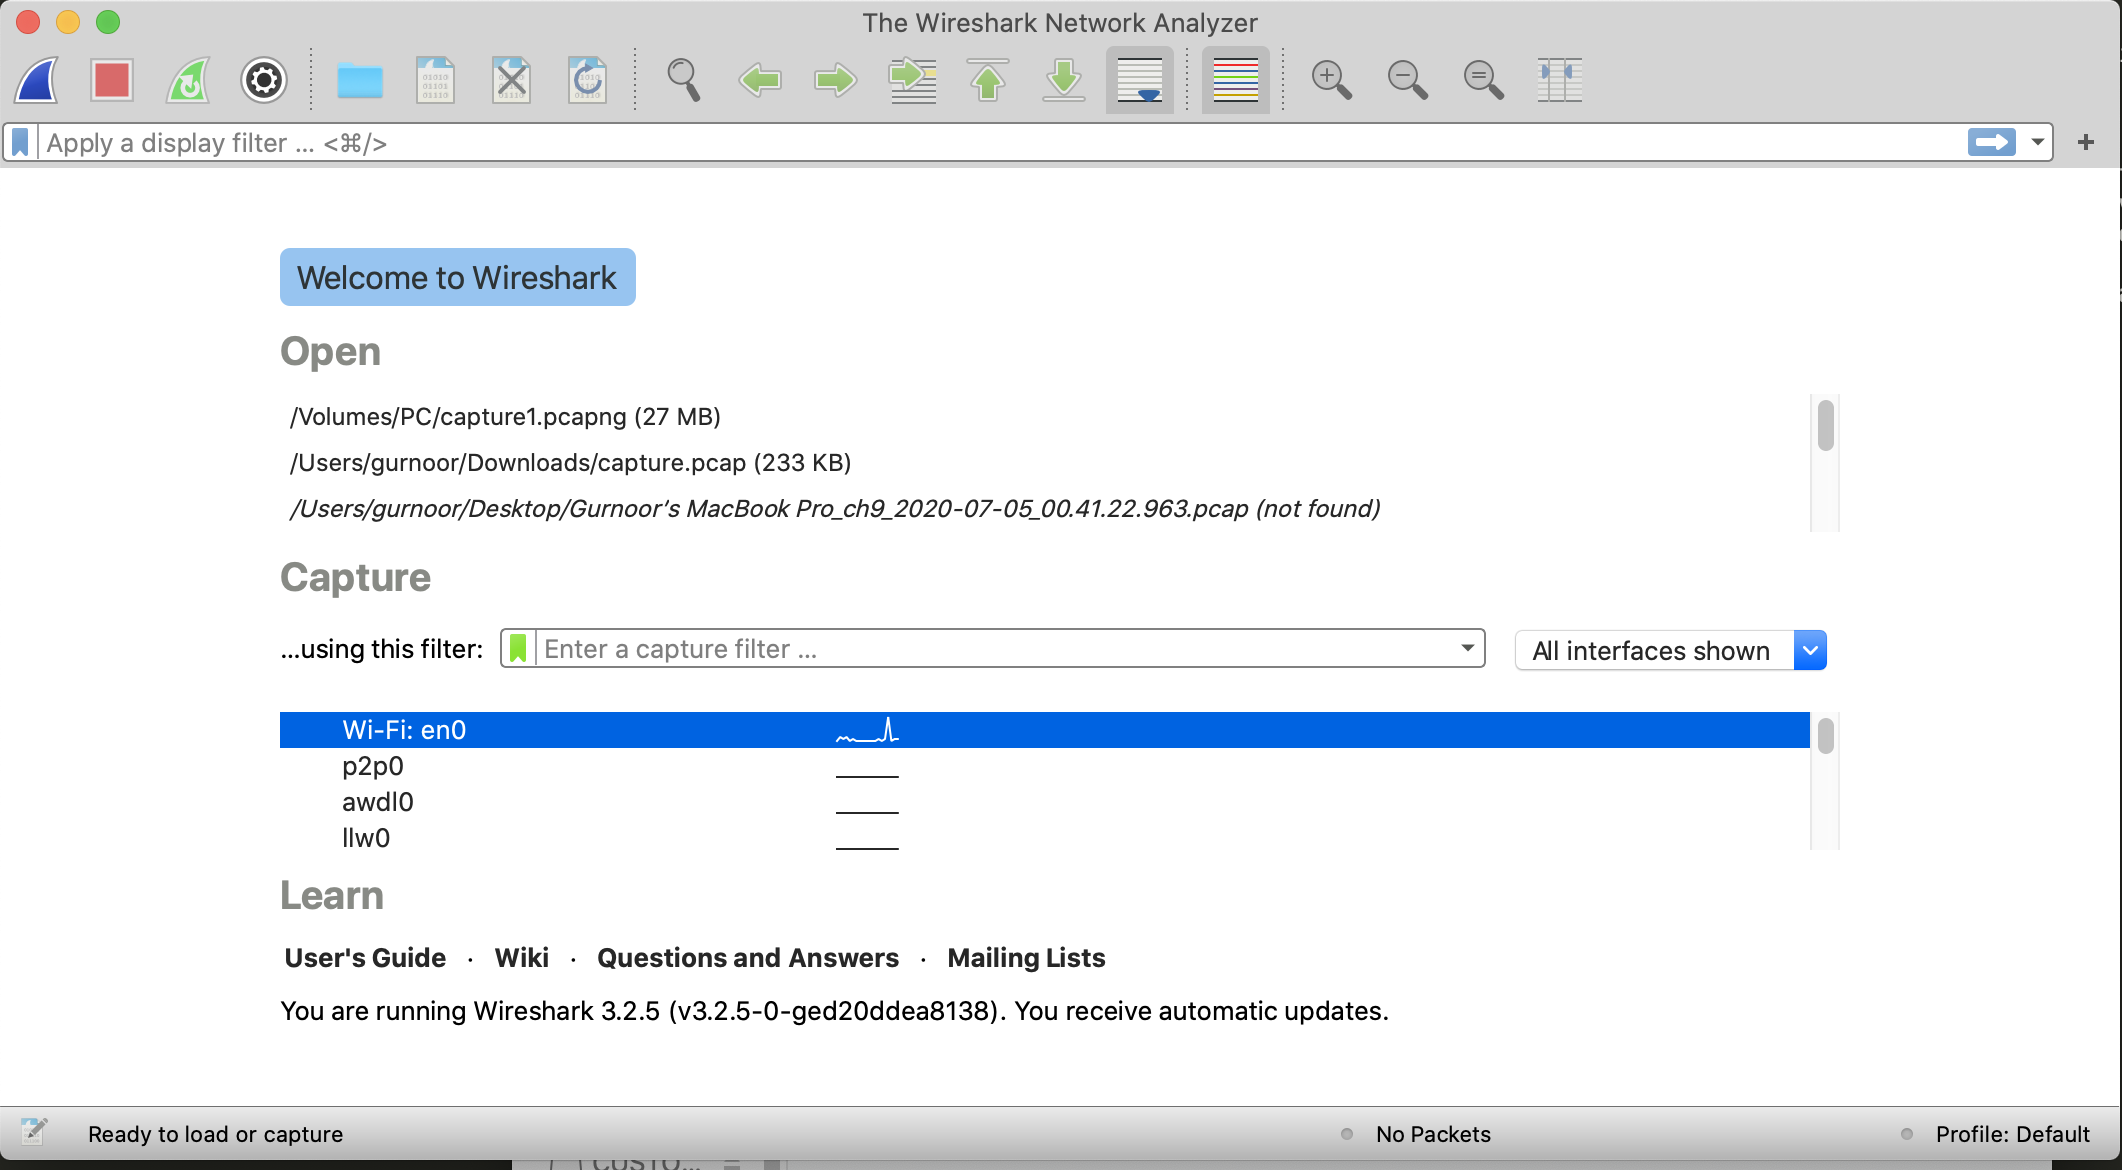 The Wireshark Network Analyzer
Apply a display filter ... <⌘/>
Welcome to Wireshark
Open
/Volumes/PC/capture1.pcapng (27 MB)
/Users/gurnoor/Downloads/capture.pcap (233 KB)
/Users/gurnoor/Desktop/Gurnoor's MacBook Pro_ch9_2020-07-05_00.41.22.963.pcap (not found)
Capture
...using this filter: Enter a capture filter ... All interfaces shown
Wi-Fi: en0
p2p0
awdl0
llw0
Learn
User's Guide · Wiki · Questions and Answers · Mailing Lists
You are running Wireshark 3.2.5 (v3.2.5-0-ged20ddea8138). You receive automatic updates.
Ready to load or capture No Packets Profile: Default